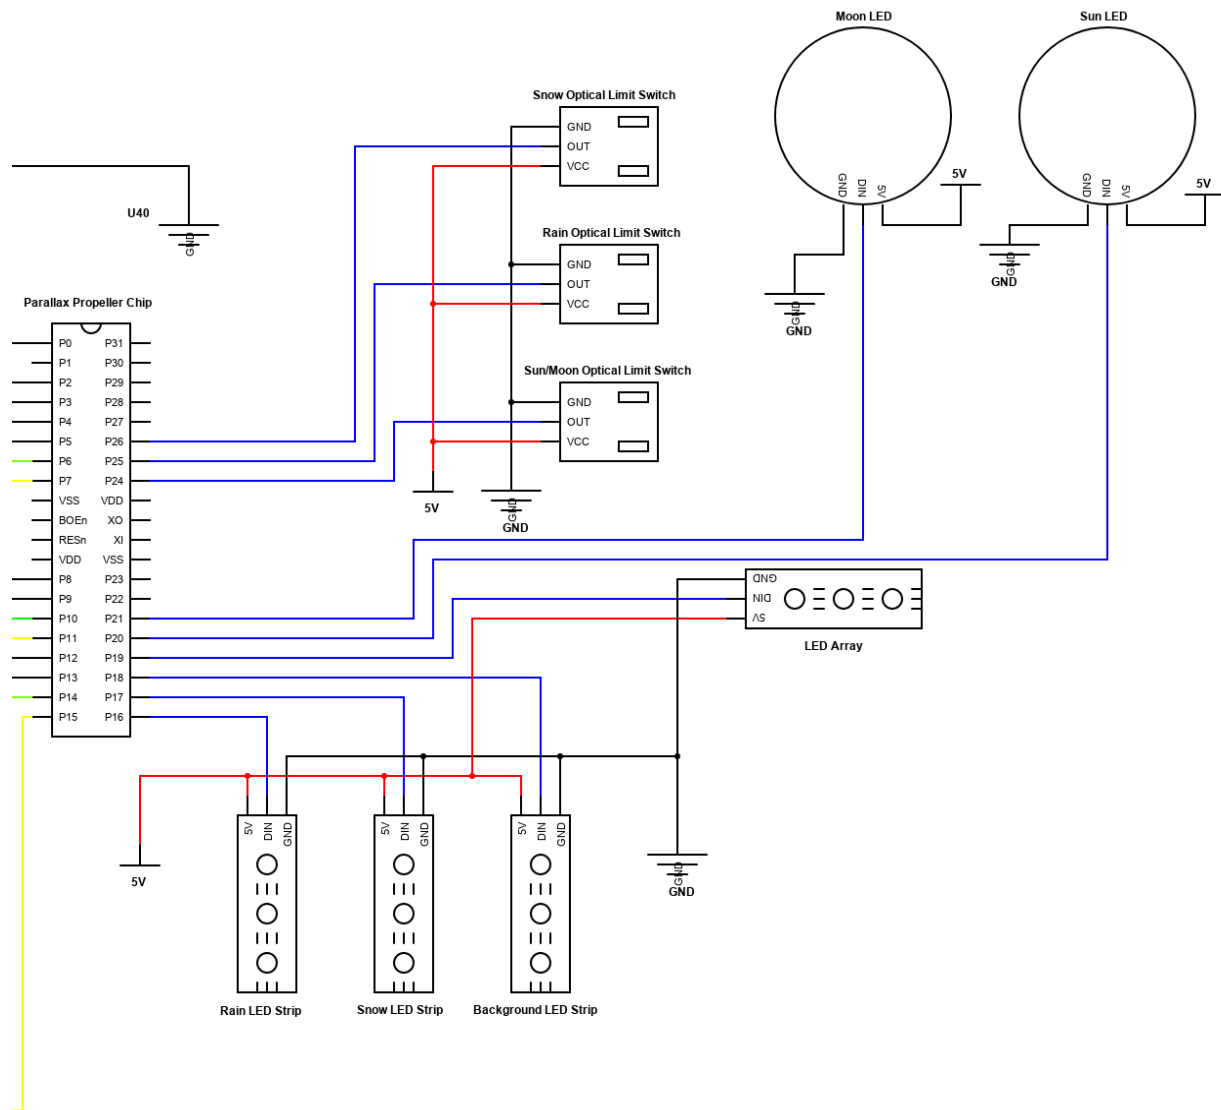 Moon LED
Sun LED
GND
DIN
5V
5V
GND
GND
GND
DIN
5V
5V
GND
GND
Snow Optical Limit Switch
GND
OUT
VCC
U40
GND
Rain Optical Limit Switch
GND
OUT
VCC
Sun/Moon Optical Limit Switch
GND
OUT
VCC
5V
GND
GND
Parallax Propeller Chip
P0 P31
P1 P30
P2 P29
P3 P28
P4 P27
P5 P26
P6 P25
P7 P24
VSS VDD
BOEn XO
RESn XI
VDD VSS
P8 P23
P9 P22
P10 P21
P11 P20
P12 P19
P13 P18
P14 P17
P15 P16
GND
DIN
5V
LED Array
5V
5V
DIN
GND
Rain LED Strip
5V
DIN
GND
Snow LED Strip
5V
DIN
GND
Background LED Strip
GND
GND